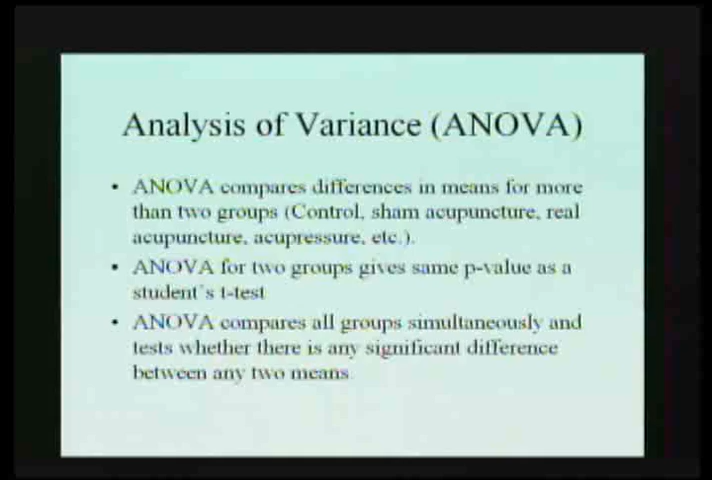 Analysis of Variance (ANOVA)
• ANOVA compares differences in means for more
than two groups (Control, sham acupuncture, real
acupuncture, acupressure, etc.).
• ANOVA for two groups gives same p-value as a
student's t-test
• ANOVA compares all groups simultaneously and
tests whether there is any significant difference
between any two means.